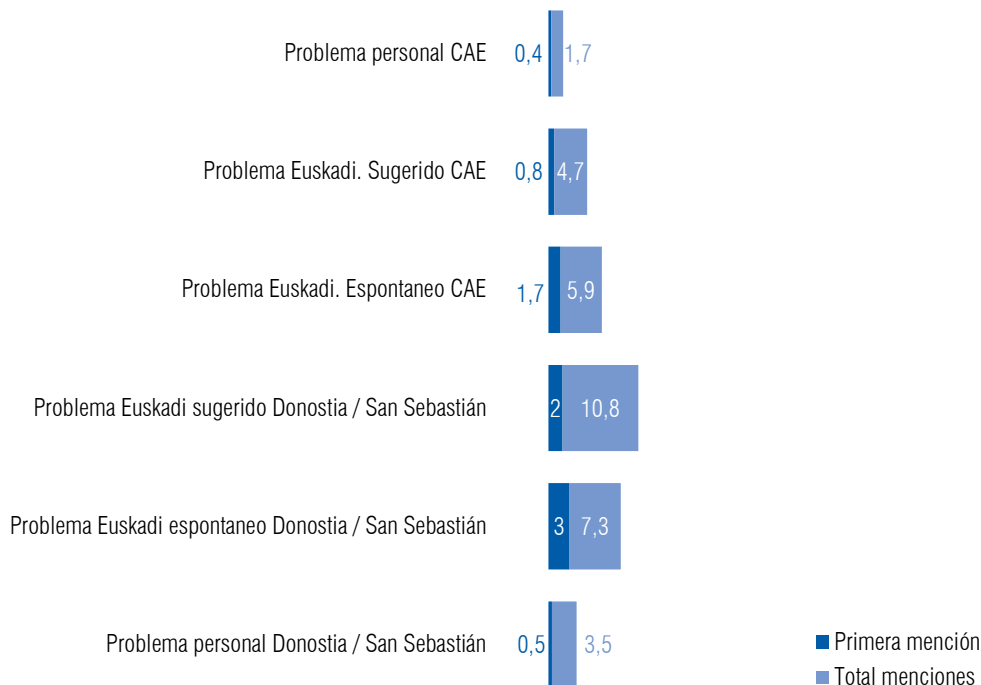 Problema personal CAE 0,4 1,7
Problema Euskadi. Sugerido CAE 0,8 4,7
Problema Euskadi. Espontaneo CAE 1,7 5,9
Problema Euskadi sugerido Donostia / San Sebastián 2 10,8
Problema Euskadi espontaneo Donostia / San Sebastián 3 7,3
Problema personal Donostia / San Sebastián 0,5 3,5
Primera mención
Total menciones